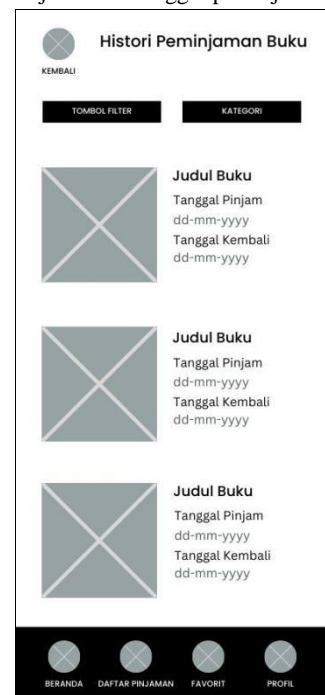 Histori Peminjaman Buku
KEMBALI
TOMBOL FILTER
KATEGORI
Judul Buku
Tanggal Pinjam
dd-mm-yyyy
Tanggal Kembali
dd-mm-yyyy
Judul Buku
Tanggal Pinjam
dd-mm-yyyy
Tanggal Kembali
dd-mm-yyyy
Judul Buku
Tanggal Pinjam
dd-mm-yyyy
Tanggal Kembali
dd-mm-yyyy
BERANDA
DAFTAR PINJAMAN
FAVORIT
PROFIL